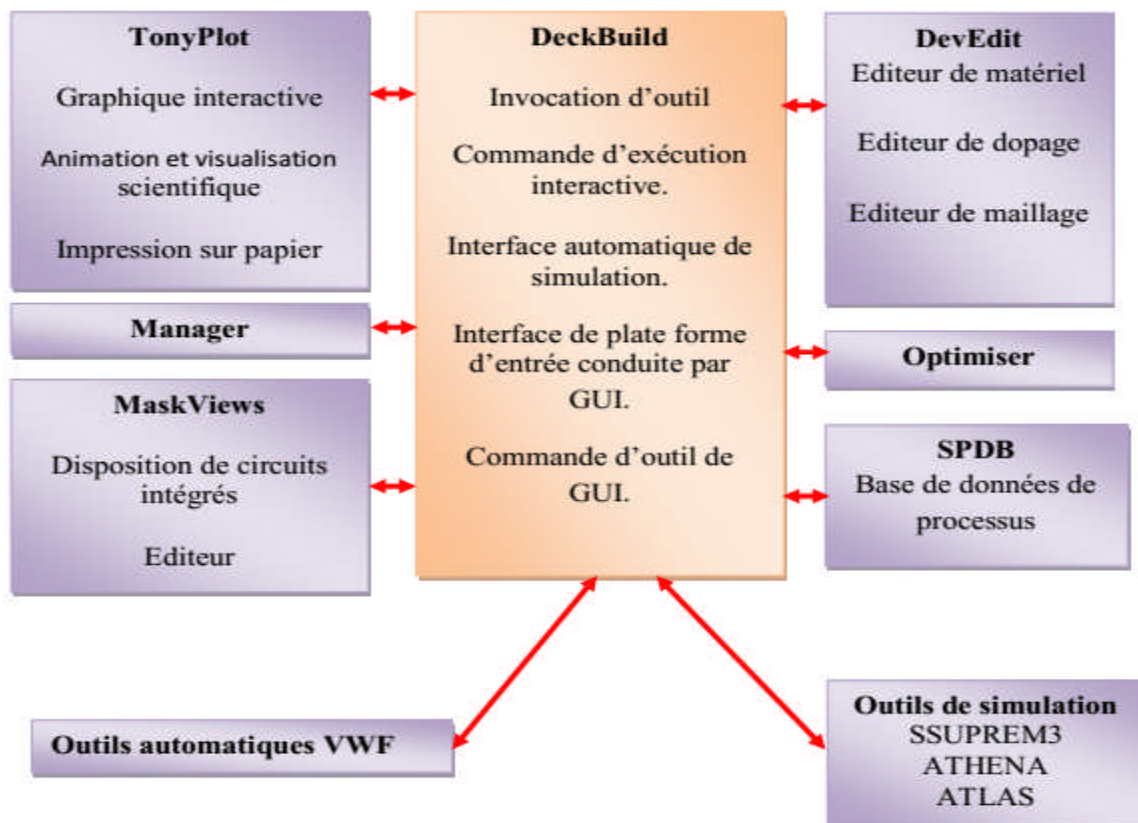 TonyPlot
Graphique interactive
Animation et visualisation
scientifique
Impression sur papier
Manager
MaskViews
Disposition de circuits
intégrés
Editeur
DeckBuild
Invocation d'outil
Commande d'exécution
interactive.
Interface automatique de
simulation.
Interface de plate forme
d'entrée conduite par
GUI.
Commande d'outil de
GUI.
DevEdit
Editeur de matériel
Editeur de dopage
Editeur de maillage
Optimiser
SPDB
Base de données de
processus
Outils automatiques VWF
Outils de simulation
SSUPREM3
ATHENA
ATLAS